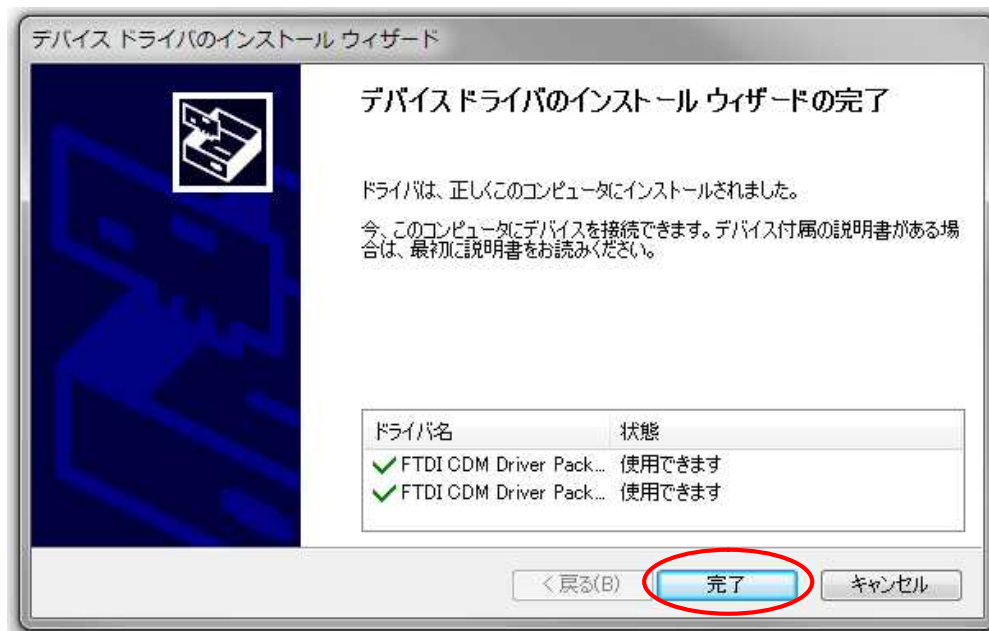 デバイス ドライバのインストール ウィザード
デバイス ドライバのインストール ウィザードの完了
ドライバは、正しくこのコンピュータにインストールされました。
今、このコンピュータにデバイスを接続できます。デバイス付属の説明書がある場
合は、最初に説明書をお読みください。
ドライバ名 状態
FTDI CDM Driver Pack... 使用できます
FTDI CDM Driver Pack... 使用できます
< 戻る(B) 完了 キャンセル